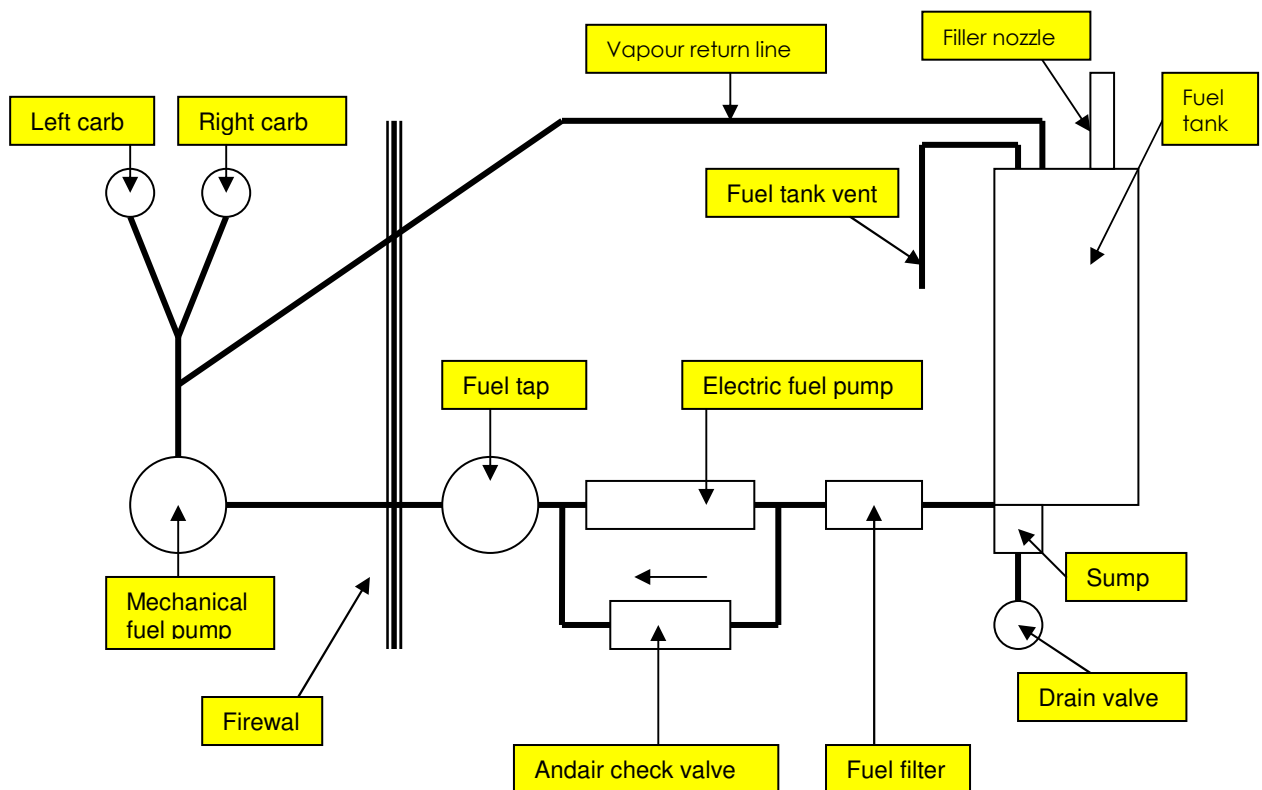 Vapour return line
Filler nozzle
Left carb
Right carb
Fuel
tank
Fuel tank vent
Fuel tap
Electric fuel pump
Mechanical
fuel pump
Sump
Firewal
Drain valve
Andair check valve
Fuel filter